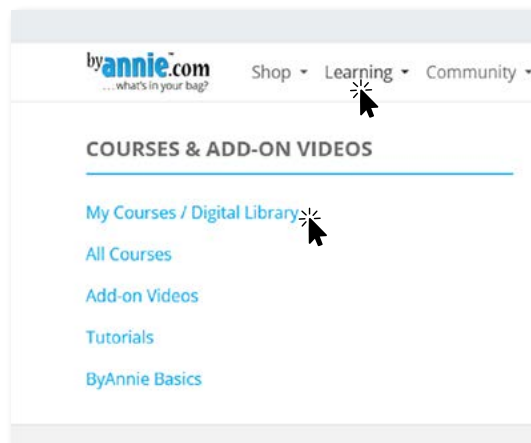 byannie.com™
...what's in your bag?
Shop Learning Community
COURSES & ADD-ON VIDEOS
My Courses / Digital Library
All Courses
Add-on Videos
Tutorials
ByAnnie Basics